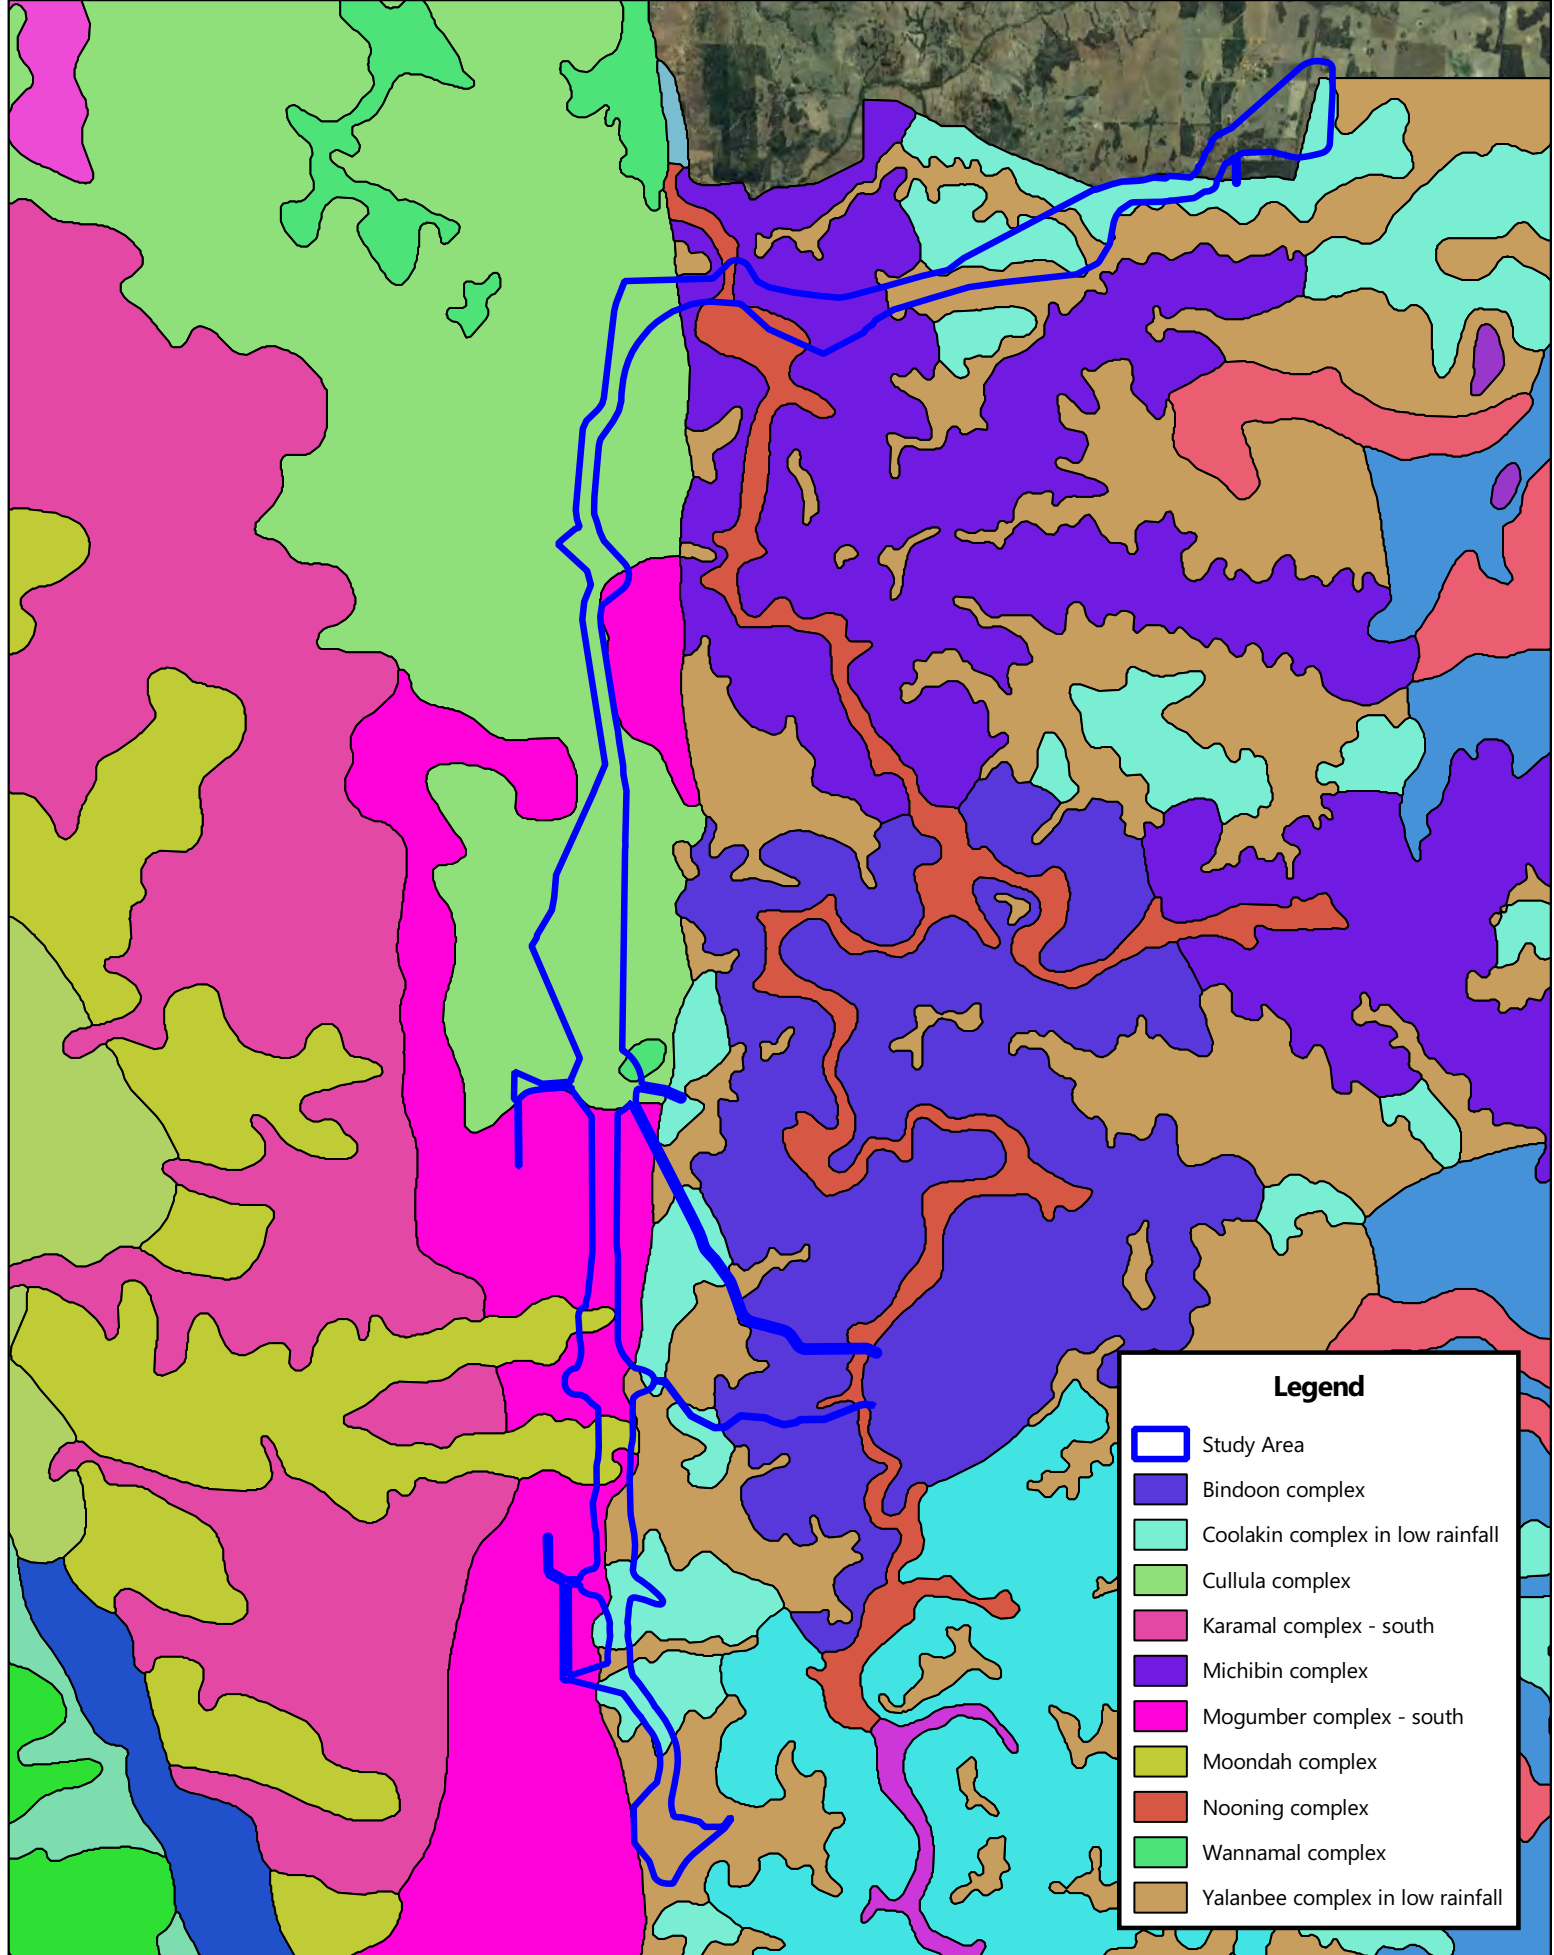 Legend
Study Area
Bindoon complex
Coolakin complex in low rainfall
Cullula complex
Karamal complex - south
Michibin complex
Mogumber complex - south
Moondah complex
Nooning complex
Wannamal complex
Yalanbee complex in low rainfall